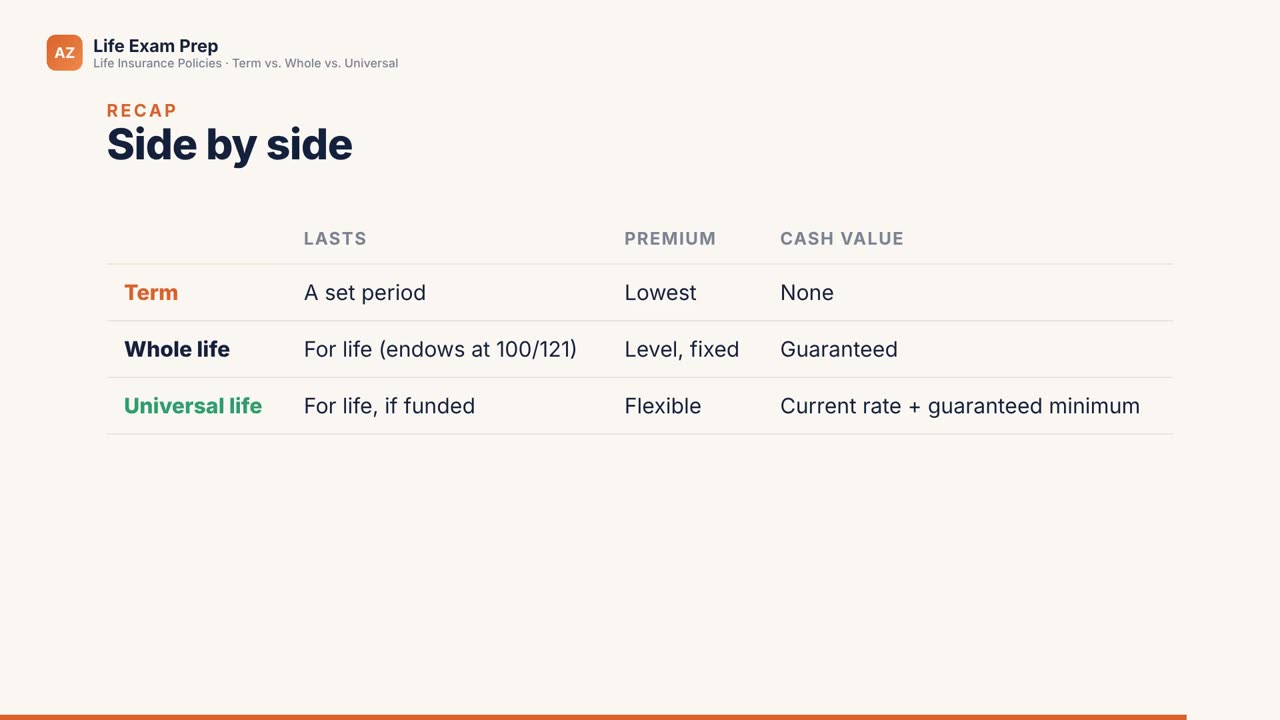 AZ
Life Exam Prep
Life Insurance Policies · Term vs. Whole vs. Universal
RECAP
Side by side
LASTS PREMIUM CASH VALUE
Term A set period Lowest None
Whole life For life (endows at 100/121) Level, fixed Guaranteed
Universal life For life, if funded Flexible Current rate + guaranteed minimum